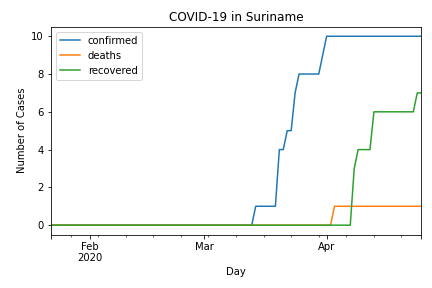 COVID-19 in Suriname
confirmed
deaths
recovered
Number of Cases
10
8
6
4
2
0
Feb
2020
Mar
Apr
Day